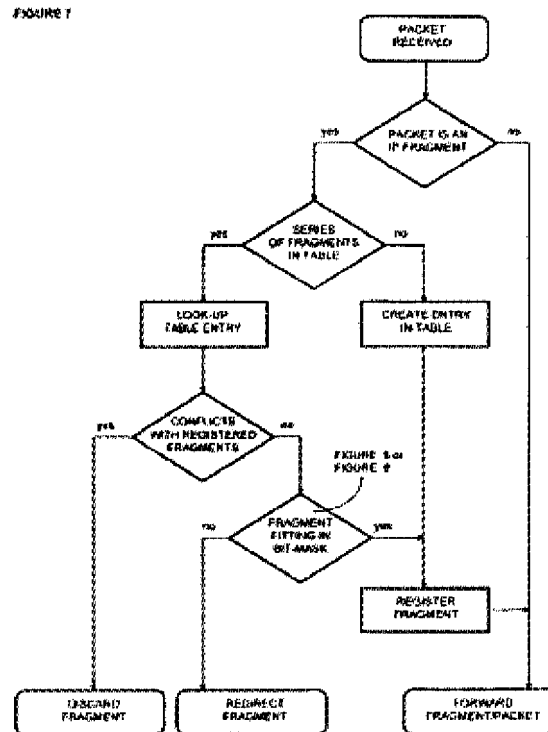 FIGURE 7
PACKET
RECEIVED
yes
PACKET IS AN
IP FRAGMENT
no
yes
SERIES
OF FRAGMENTS
IN TABLE
no
LOOK-UP
TABLE ENTRY
CREATE ENTRY
IN TABLE
yes
CONFLICTS
WITH REGISTERED
FRAGMENTS
no
FIGURE
FIGURE
no
FRAGMENT
FITTING IN
BIT-MASK
yes
REGISTER
FRAGMENT
DISCARD
FRAGMENT
REDIRECT
FRAGMENT
FORWARD
FRAGMENT/PACKET